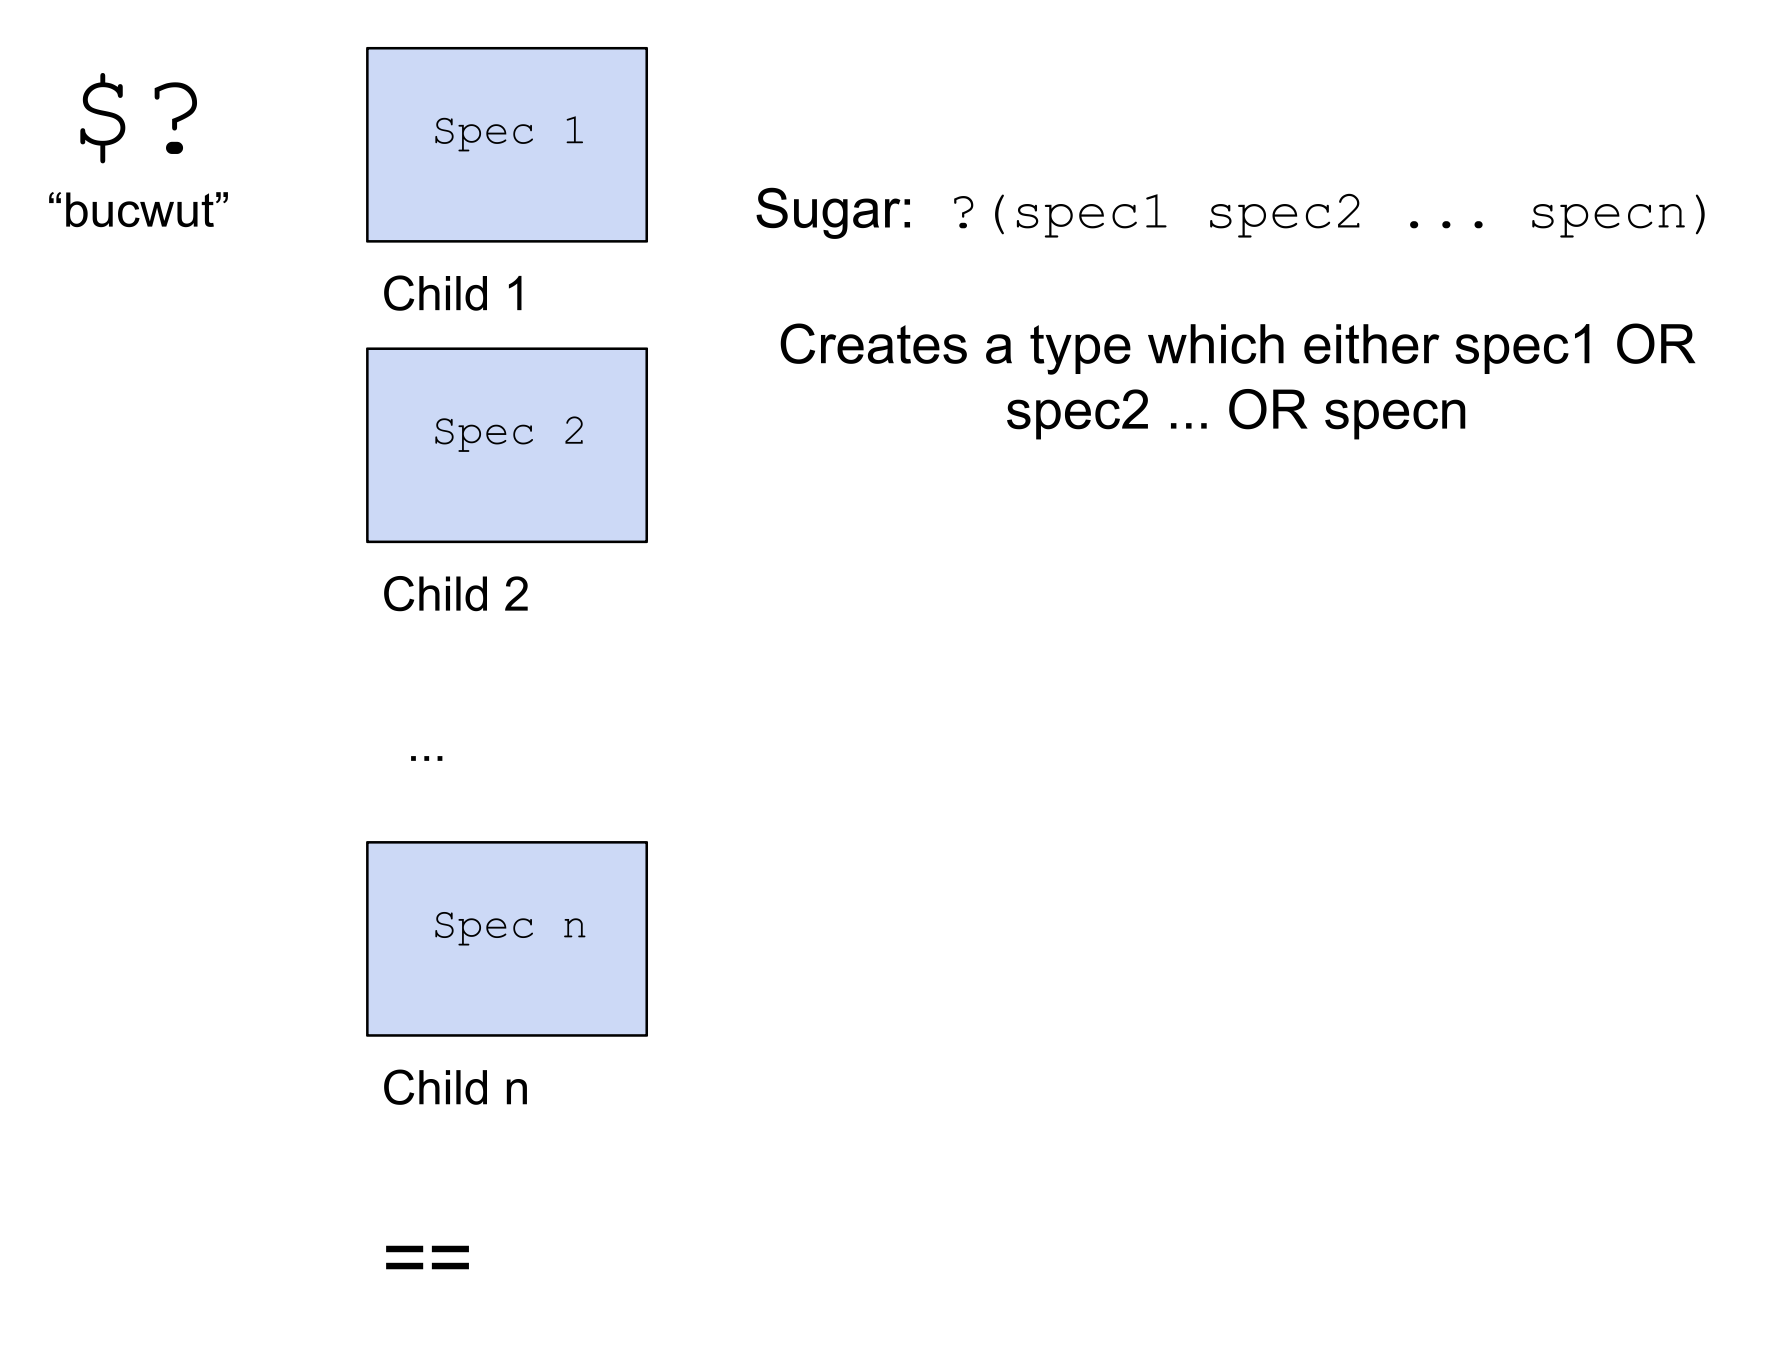 $?
“bucwut”
Spec 1
Child 1
Spec 2
Child 2
...
Spec n
Child n
==
Sugar: ?(spec1 spec2 ... specn)
Creates a type which either spec1 OR
spec2 ... OR specn